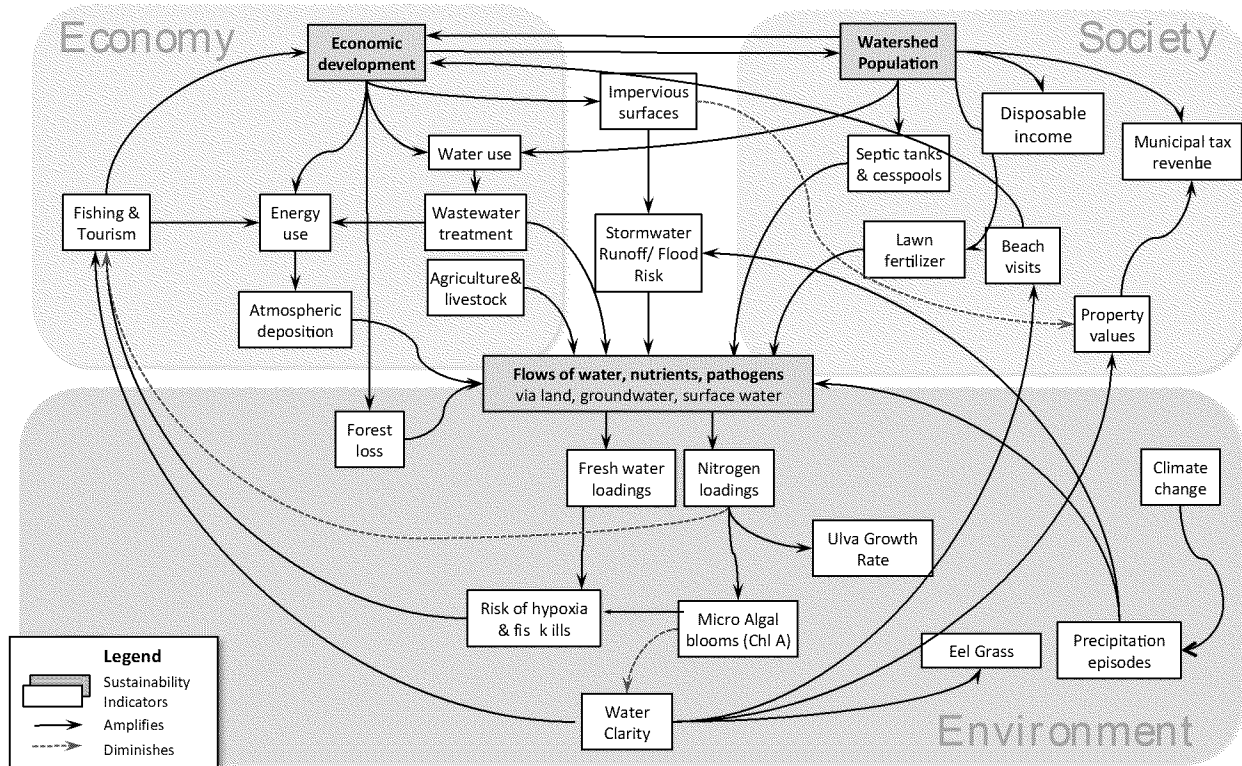 Economy
Society
Economic
development
Watershed
Population
Impervious
surfaces
Disposable
income
Municipal tax
revenbe
Water use
Septic tanks
& cesspools
Fishing &
Tourism
Energy
use
Wastewater
treatment
Stormwater
Runoff/ Flood
Risk
Lawn
fertilizer
Beach
visits
Agriculture&
livestock
Atmospheric
deposition
Property
values
Flows of water, nutrients, pathogens
via land, groundwater, surface water
Forest
loss
Fresh water
loadings
Nitrogen
loadings
Climate
change
Ulva Growth
Rate
Risk of hypoxia
& fis k ills
Micro Algal
blooms (Chl A)
Eel Grass
Precipitation
episodes
Water
Clarity
Environment
Legend
Sustainability
Indicators
Amplifies
Diminishes